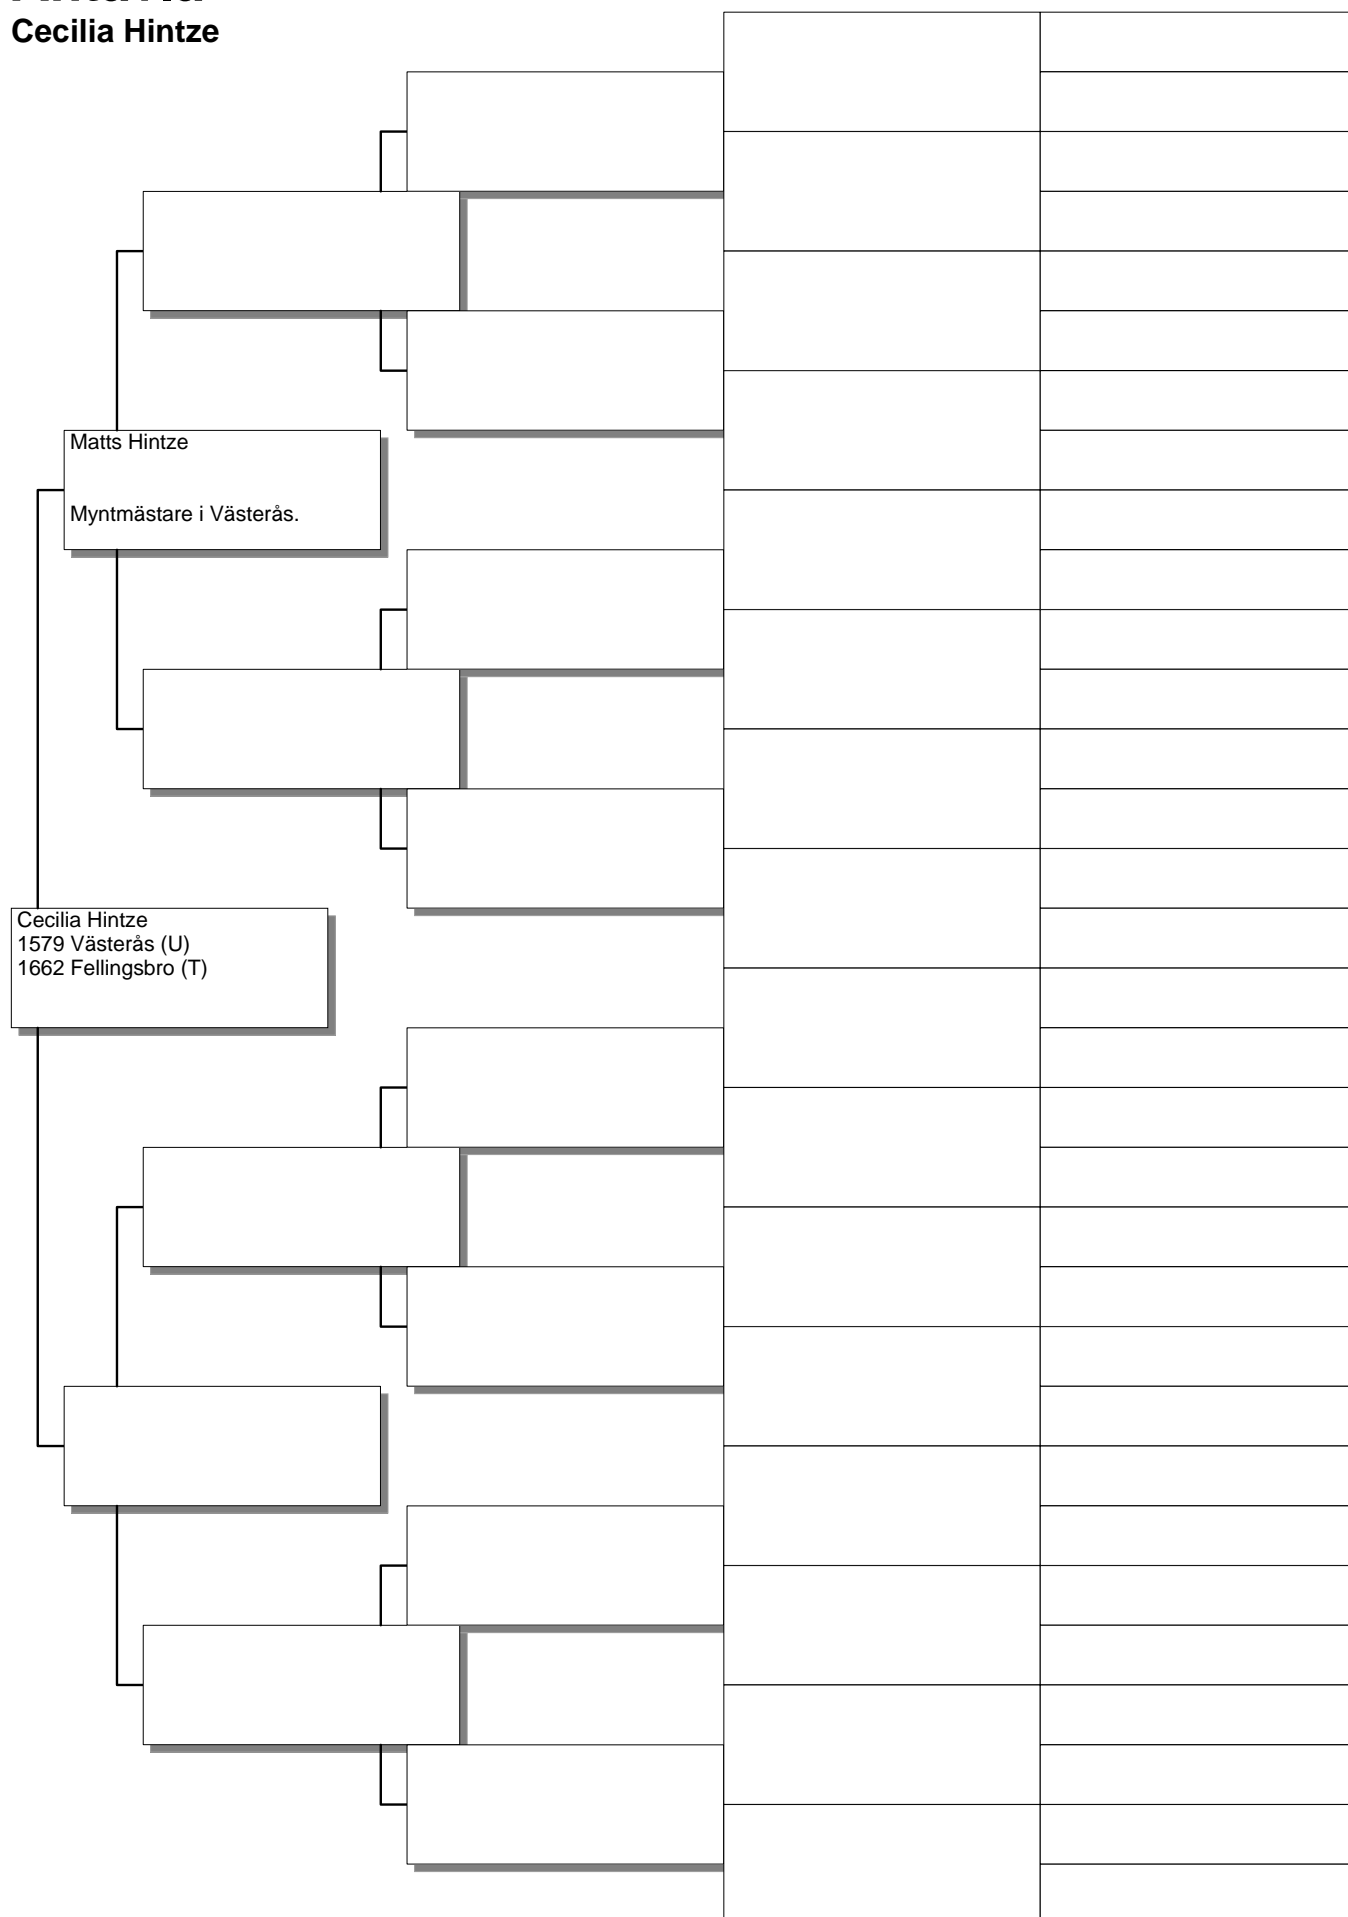 Cecilia Hintze
Matts Hintze
Myntmästare i Västerås.
Cecilia Hintze
1579 Västerås (U)
1662 Fellingsbro (T)